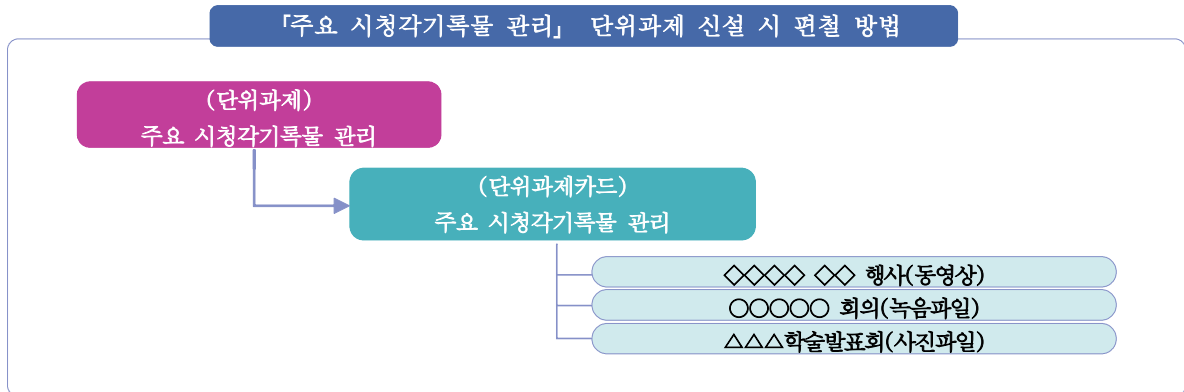 「주요 시청각기록물 관리」 단위과제 신설 시 편철 방법
(단위과제)
주요 시청각기록물 관리
(단위과제카드)
주요 시청각기록물 관리
◇◇◇◇ ◇◇ 행사(동영상)
○○○○○ 회의(녹음파일)
△△△학술발표회(사진파일)